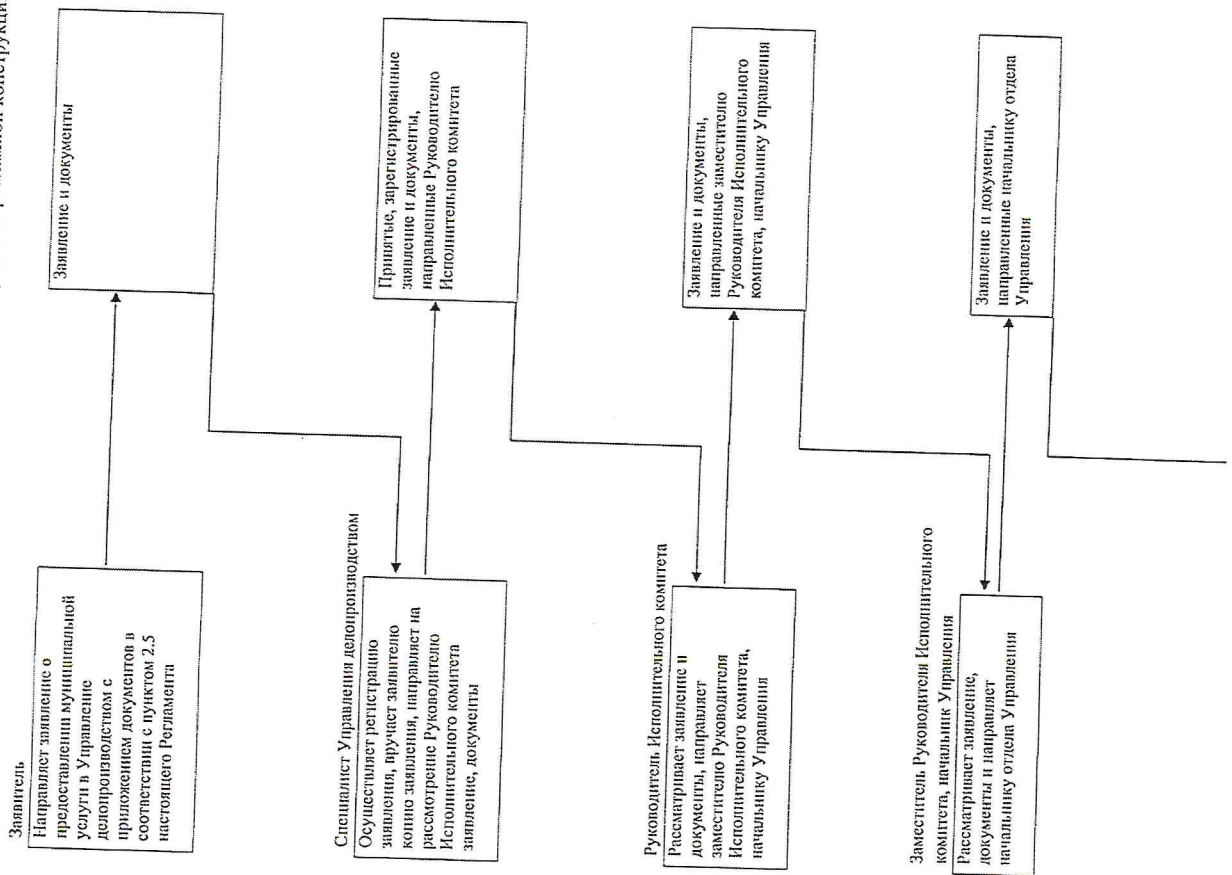 Заявитель
Направляет заявление о
предоставлении муниципальной
услуги в Управление
делопроизводством с
приложением документов в
соответствии с пунктом 2.5
настоящего Регламента
Заявление и документы
Специалист Управления делопроизводством
Осуществляет регистрацию
заявления, вручает заявителю
копию заявления, направляет на
рассмотрение Руководителю
Исполнительного комитета
заявление, документы
Принятые, зарегистрированные
заявление и документы,
направленные Руководителю
Исполнительного комитета
Руководитель Исполнительного комитета
Рассматривает заявление и
документы, направляет
заместителю Руководителя
Исполнительного комитета,
начальнику Управления
Заявление и документы,
направленные заместителю
Руководителя Исполнительного
комитета, начальнику Управления
Заместитель Руководителя Исполнительного
комитета, начальник Управления
Рассматривает заявление,
документы и направляет
начальнику отдела Управления
Заявление и документы,
направленные начальнику отдела
Управления